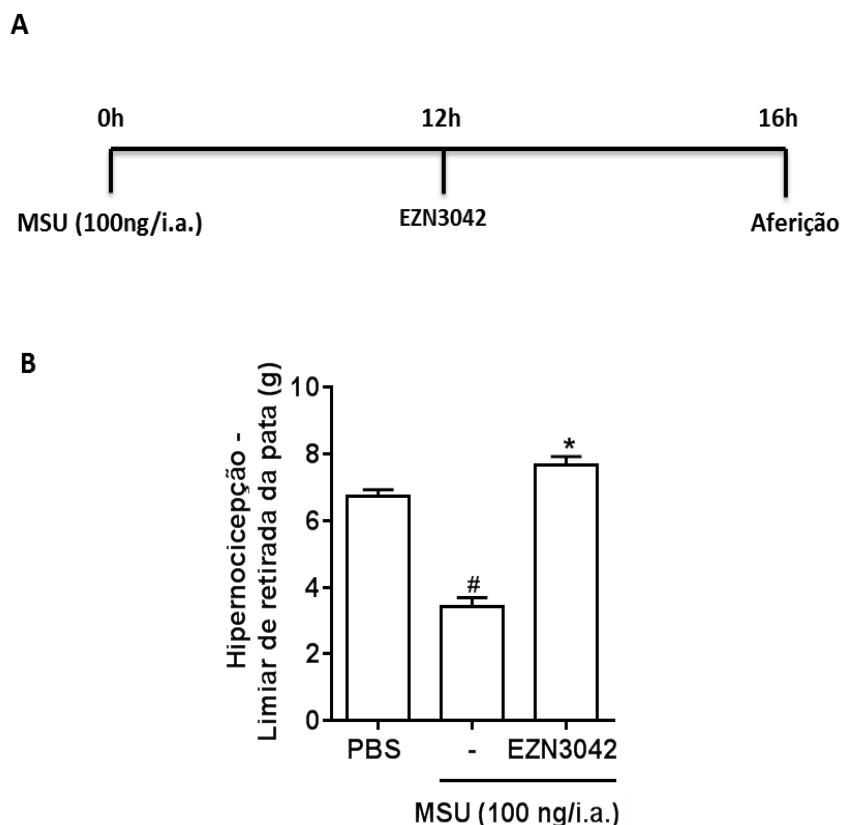 A
0h 12h 16h
MSU (100ng/i.a.) EZN3042 Aferição
B
Hipernocicepção -
Limiar de retirada da pata (g)
10
8
6
4
2
0
*
#
PBS - EZN3042
MSU (100 ng/i.a.)